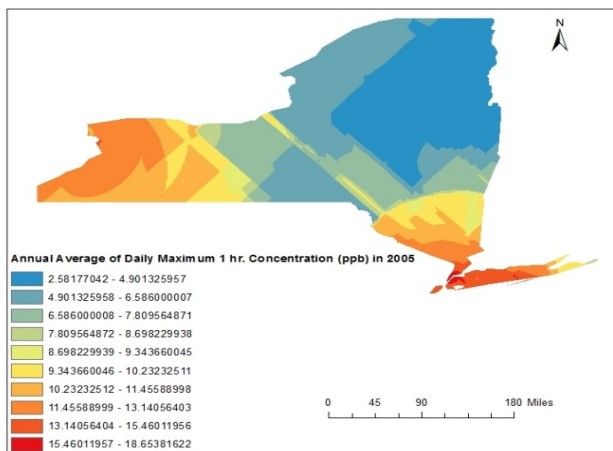 N
Annual Average of Daily Maximum 1 hr. Concentration (ppb) in 2005
2.58177042 - 4.901325957
4.901325958 - 6.586000007
6.586000008 - 7.809564871
7.809564872 - 8.698229938
8.698229939 - 9.343660045
9.343660046 - 10.23232511
10.23232512 - 11.45588998
11.45588999 - 13.14056403
13.14056404 - 15.46011956
15.46011957 - 18.65381622
0 45 90 180 Miles